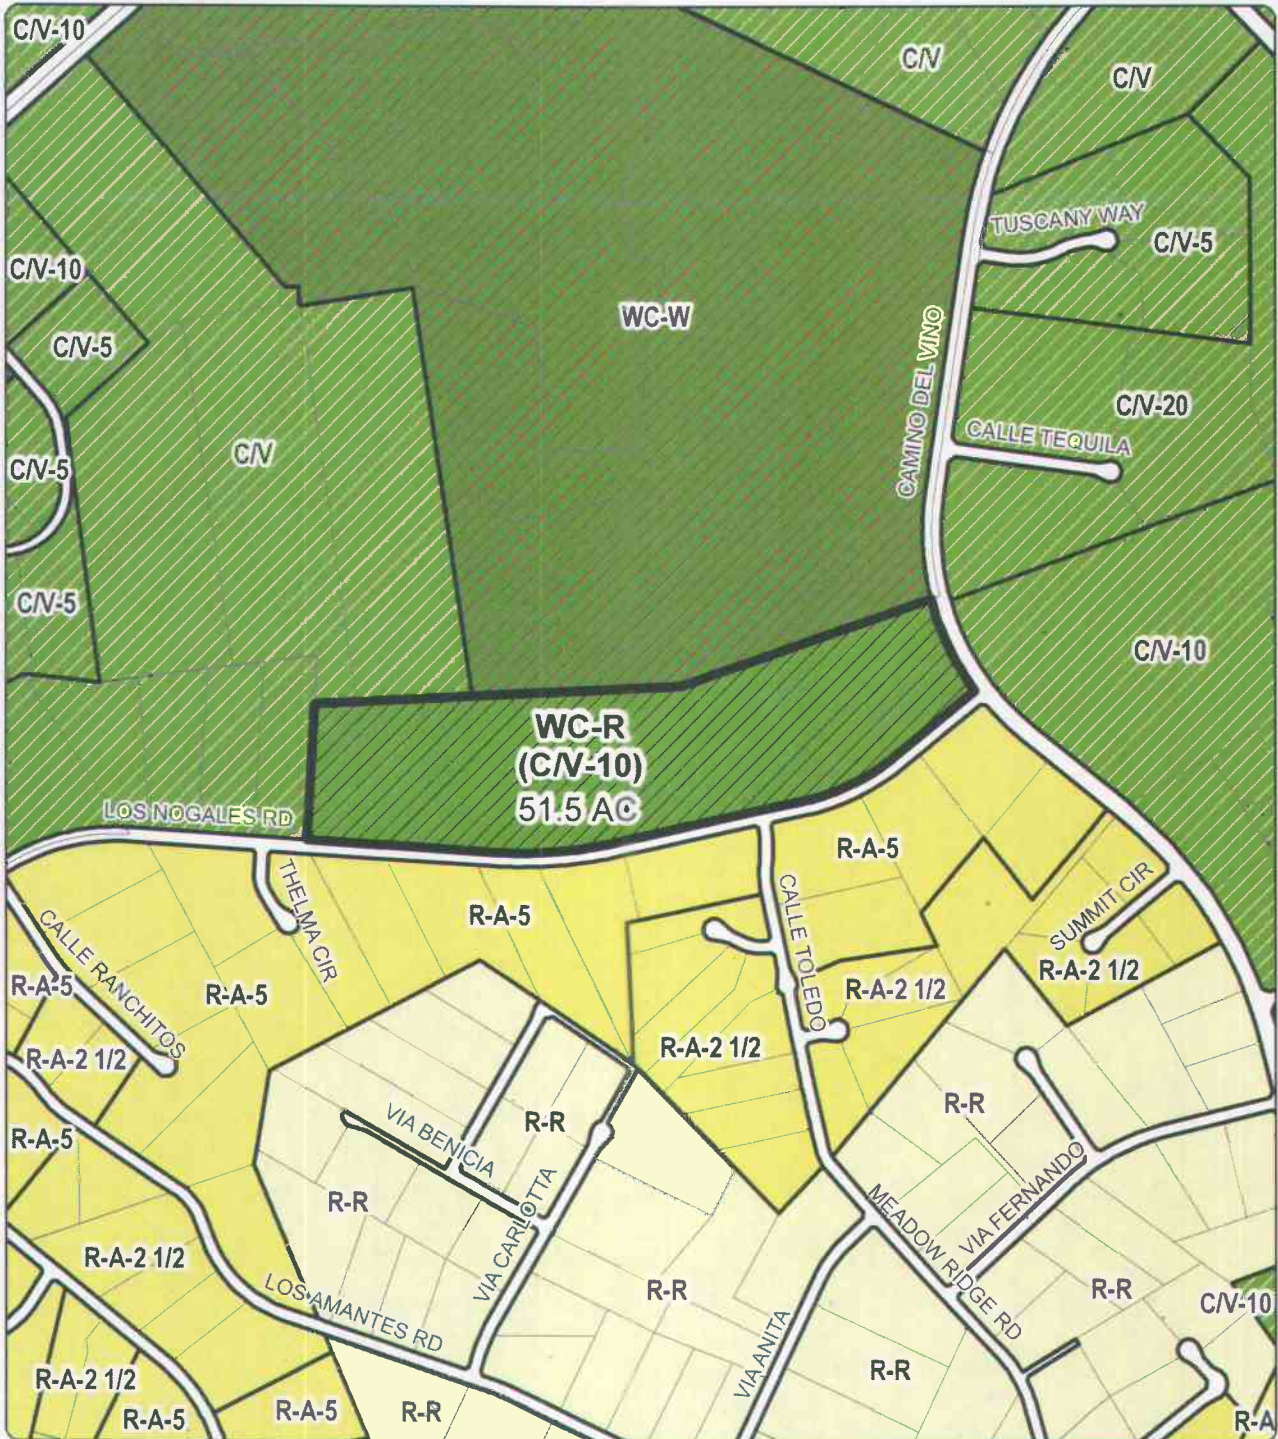 C/V-10
C/V
C/V
TUSCANY WAY
C/V-5
C/V-10
WC-W
C/V-5
CAMINO DEL VINO
C/V-20
CALLE TEQUILA
C/V
C/V-5
C/V-5
C/V-10
WC-R
(C/V-10)
51.5 AC
LOS NOGALES RD
R-A-5
THELMA CIR
CALLE TOLEDO
SUMMIT CIR
R-A-5
CALLE RANCHITOS
R-A-2 1/2
R-A-5
R-A-5
R-A-2 1/2
R-A-2 1/2
R-A-2 1/2
R-R
VIA BENICIA
R-R
R-A-5
VIA FERNANDO
R-R
VIA CARLOTTA
MEADOW RIDGE RD
R-A-2 1/2
R-R
R-R
C/V-10
LOS AMANTES RD
VIA ANITA
R-R
R-A-2 1/2
R-A-5
R-A-5
R-R
R-A